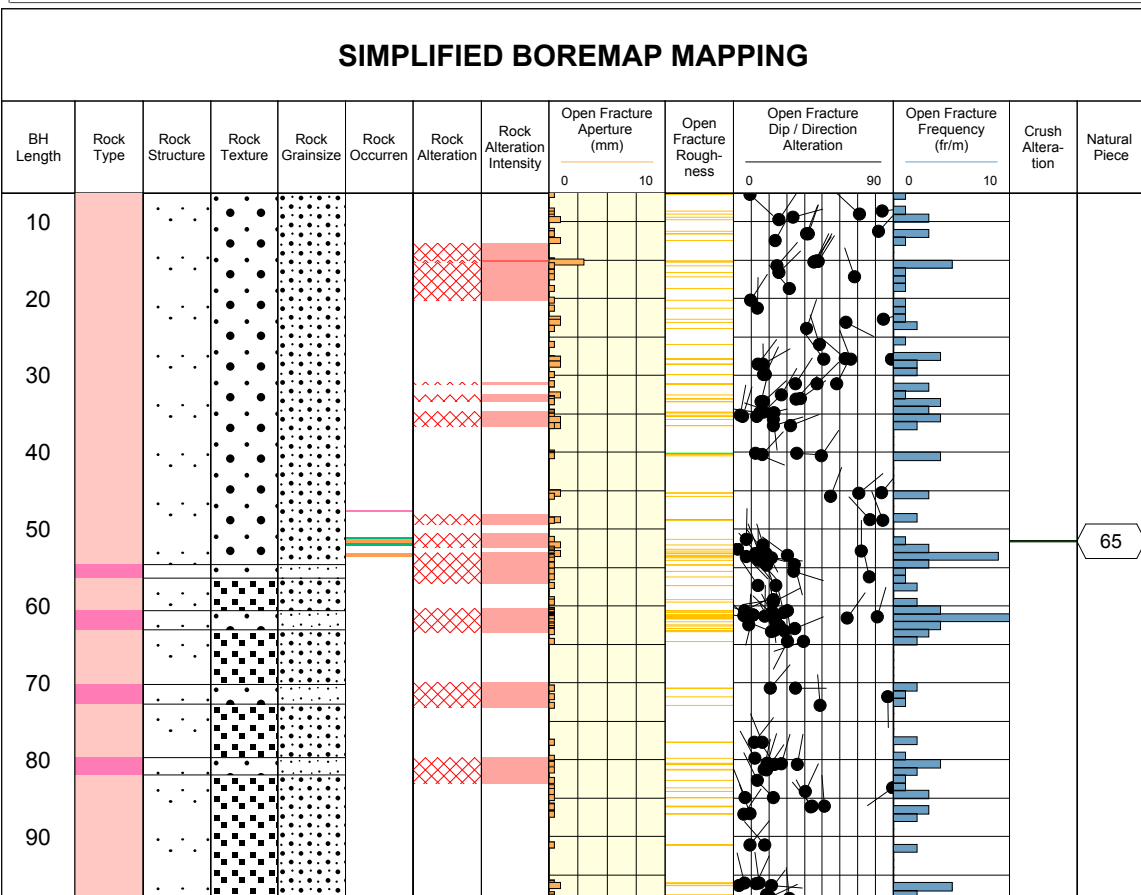 SIMPLIFIED BOREMAP MAPPING
BH
Length
Rock
Type
Rock
Structure
Rock
Texture
Rock
Grainsize
Rock
Occurren
Rock
Alteration
Rock
Alteration
Intensity
Open Fracture
Aperture
(mm)
0 10
Open
Fracture
Rough-
ness
Open Fracture
Dip / Direction
Alteration
0 90
Open Fracture
Frequency
(fr/m)
0 10
Crush
Altera-
tion
Natural
Piece
10
20
30
40
50
65
60
70
80
90